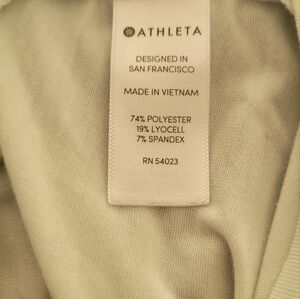 ATHLETA
DESIGNED IN
SAN FRANCISCO
MADE IN VIETNAM
74% POLYESTER
19% LYOCELL
7% SPANDEX
RN 54023